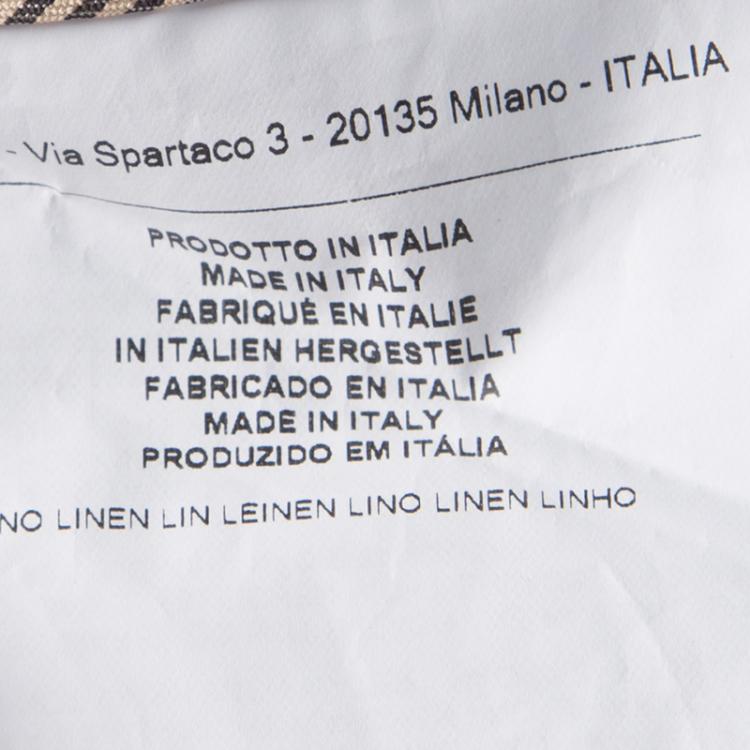 - Via Spartaco 3 - 20135 Milano - ITALIA
PRODOTTO IN ITALIA
MADE IN ITALY
FABRIQUÉ EN ITALIE
IN ITALIEN HERGESTELLT
FABRICADO EN ITALIA
MADE IN ITALY
PRODUZIDO EM ITÁLIA
NO LINEN LIN LEINEN LINO LINEN LINHO